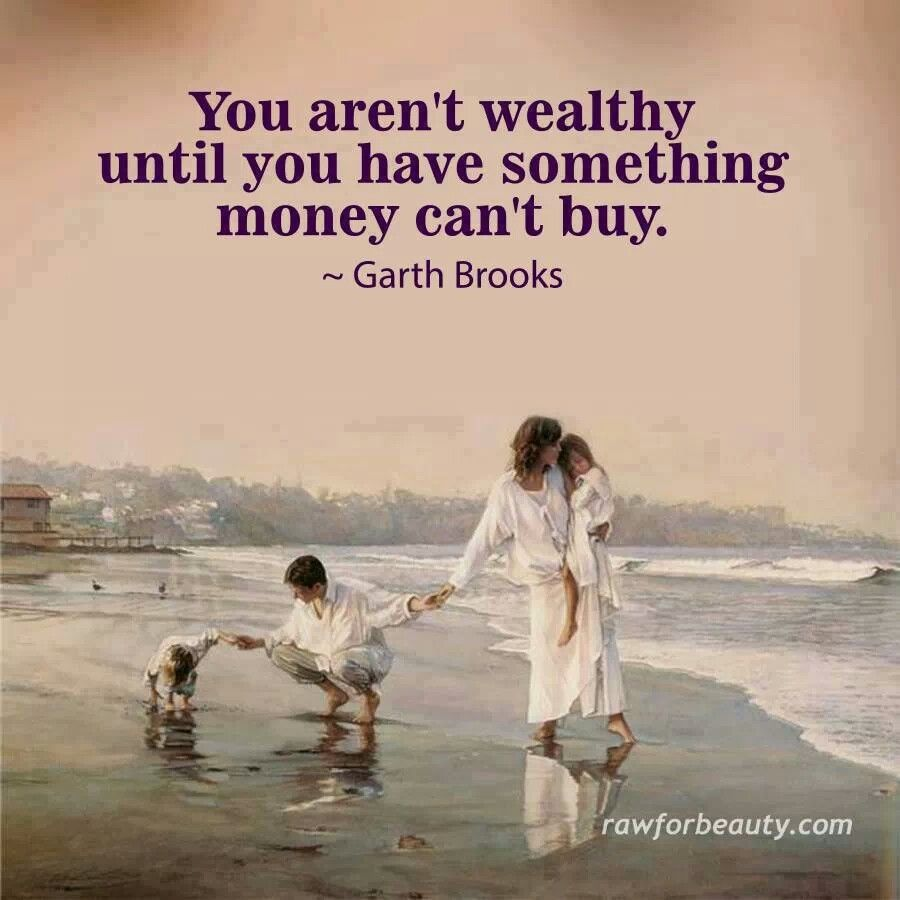 You aren't wealthy
until you have something
money can't buy.
~ Garth Brooks
rawforbeauty.com